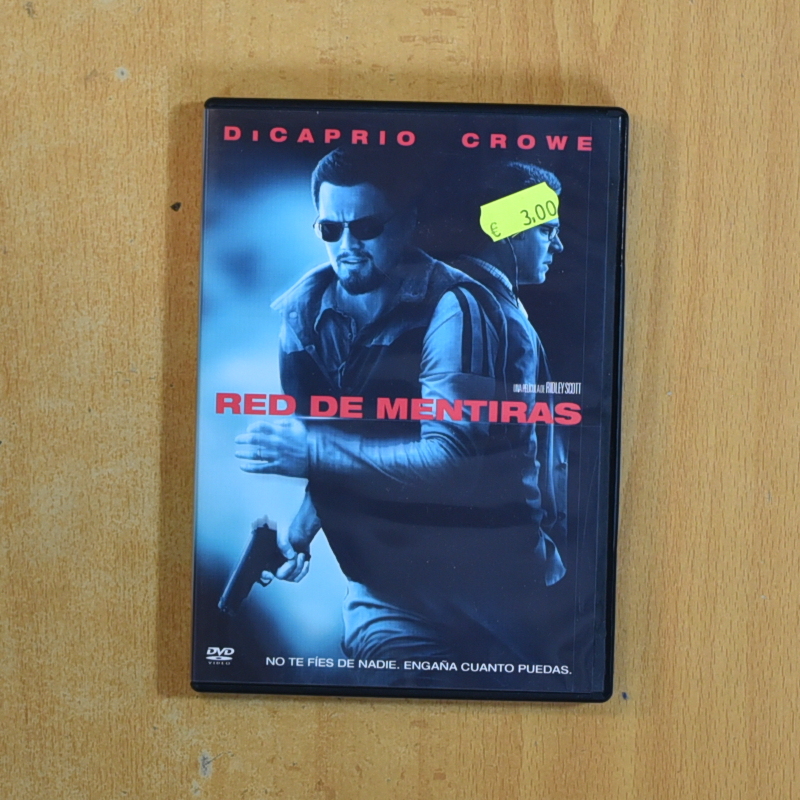 DiCAPRIO CROWE
€ 3,00
UNA PELÍCULA DE RIDLEY SCOTT
RED DE MENTIRAS
DVD
VIDEO
NO TE FÍES DE NADIE. ENGAÑA CUANTO PUEDAS.